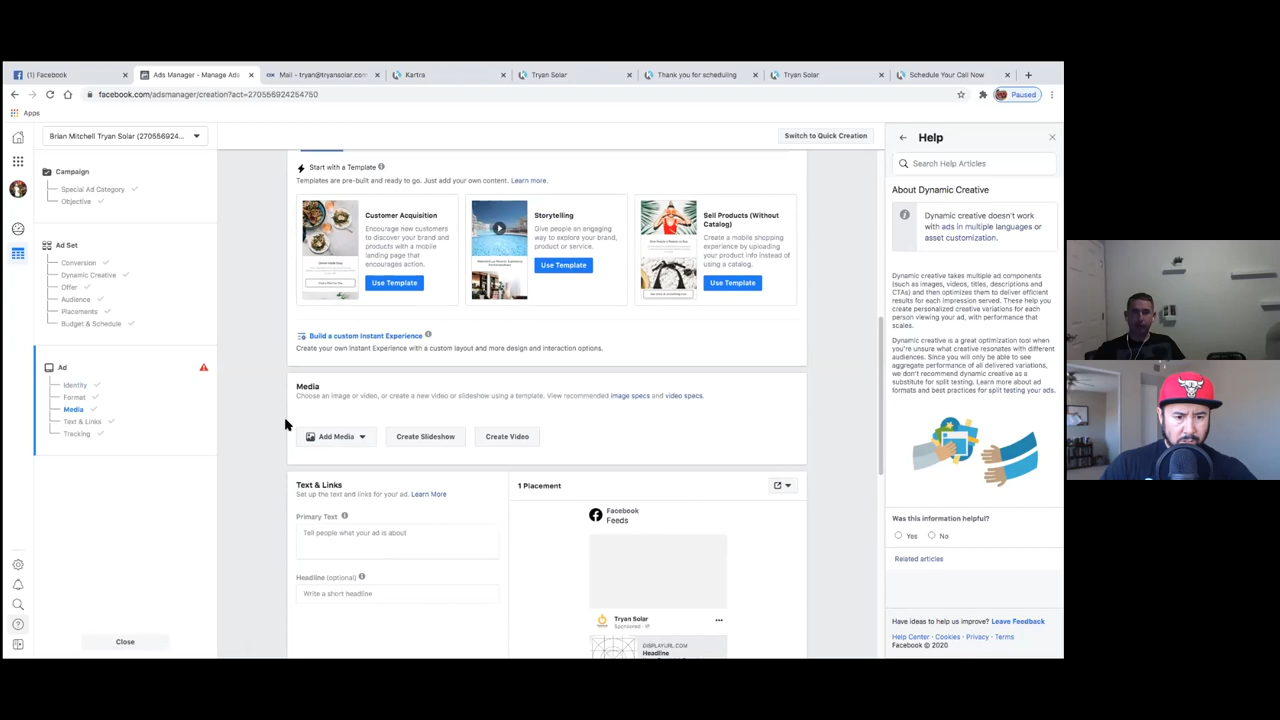 (1) Facebook
Ads Manager - Manage Ads
Mail - tryan@tryansolar.com
Kartra
Tryan Solar
Thank you for scheduling
Tryan Solar
Schedule Your Call Now
facebook.com/adsmanager/creation?act=270556924254750
Paused
Apps
Brian Mitchell Tryan Solar (270556924...
Switch to Quick Creation
Campaign
Special Ad Category
Objective
Ad Set
Conversion
Dynamic Creative
Offer
Audience
Placements
Budget & Schedule
Ad
Identity
Format
Media
Text & Links
Tracking
Close
Start with a Template
Templates are pre-built and ready to go. Just add your own content. Learn more.
Customer Acquisition
Encourage new customers
to discover your brand and
products with a mobile
landing page that
encourages action.
Use Template
Storytelling
Give people an engaging
way to explore your brand,
product or service.
Use Template
Sell Products (Without
Catalog)
Create a mobile shopping
experience by uploading
your product info instead of
using a catalog.
Use Template
Build a custom Instant Experience
Create your own Instant Experience with a custom layout and more design and interaction options.
Media
Choose an image or video, or create a new video or slideshow using a template. View recommended image specs and video specs.
Add Media
Create Slideshow
Create Video
Text & Links
Set up the text and links for your ad. Learn More
Primary Text
Tell people what your ad is about
Headline (optional)
Write a short headline
1 Placement
Facebook
Feeds
Tryan Solar
Sponsored
DISPLAYURL.COM
Headline
Help
Search Help Articles
About Dynamic Creative
Dynamic creative doesn't work
with ads in multiple languages or
asset customization.
Dynamic creative takes multiple ad components
(such as images, videos, titles, descriptions and
CTAs) and then optimizes them to deliver efficient
results for each impression served. These help you
create personalized creative variations for each
person viewing your ad, with performance that
scales.
Dynamic creative is a great optimization tool when
you're unsure what creative resonates with different
audiences. Since you will only be able to see
aggregate performance of all delivered variations,
we don't recommend dynamic creative as a
substitute for split testing. Learn more about ad
formats and best practices for split testing your ads.
Was this information helpful?
Yes
No
Related articles
Have ideas to help us improve? Leave Feedback
Help Center · Cookies · Privacy · Terms
Facebook © 2020